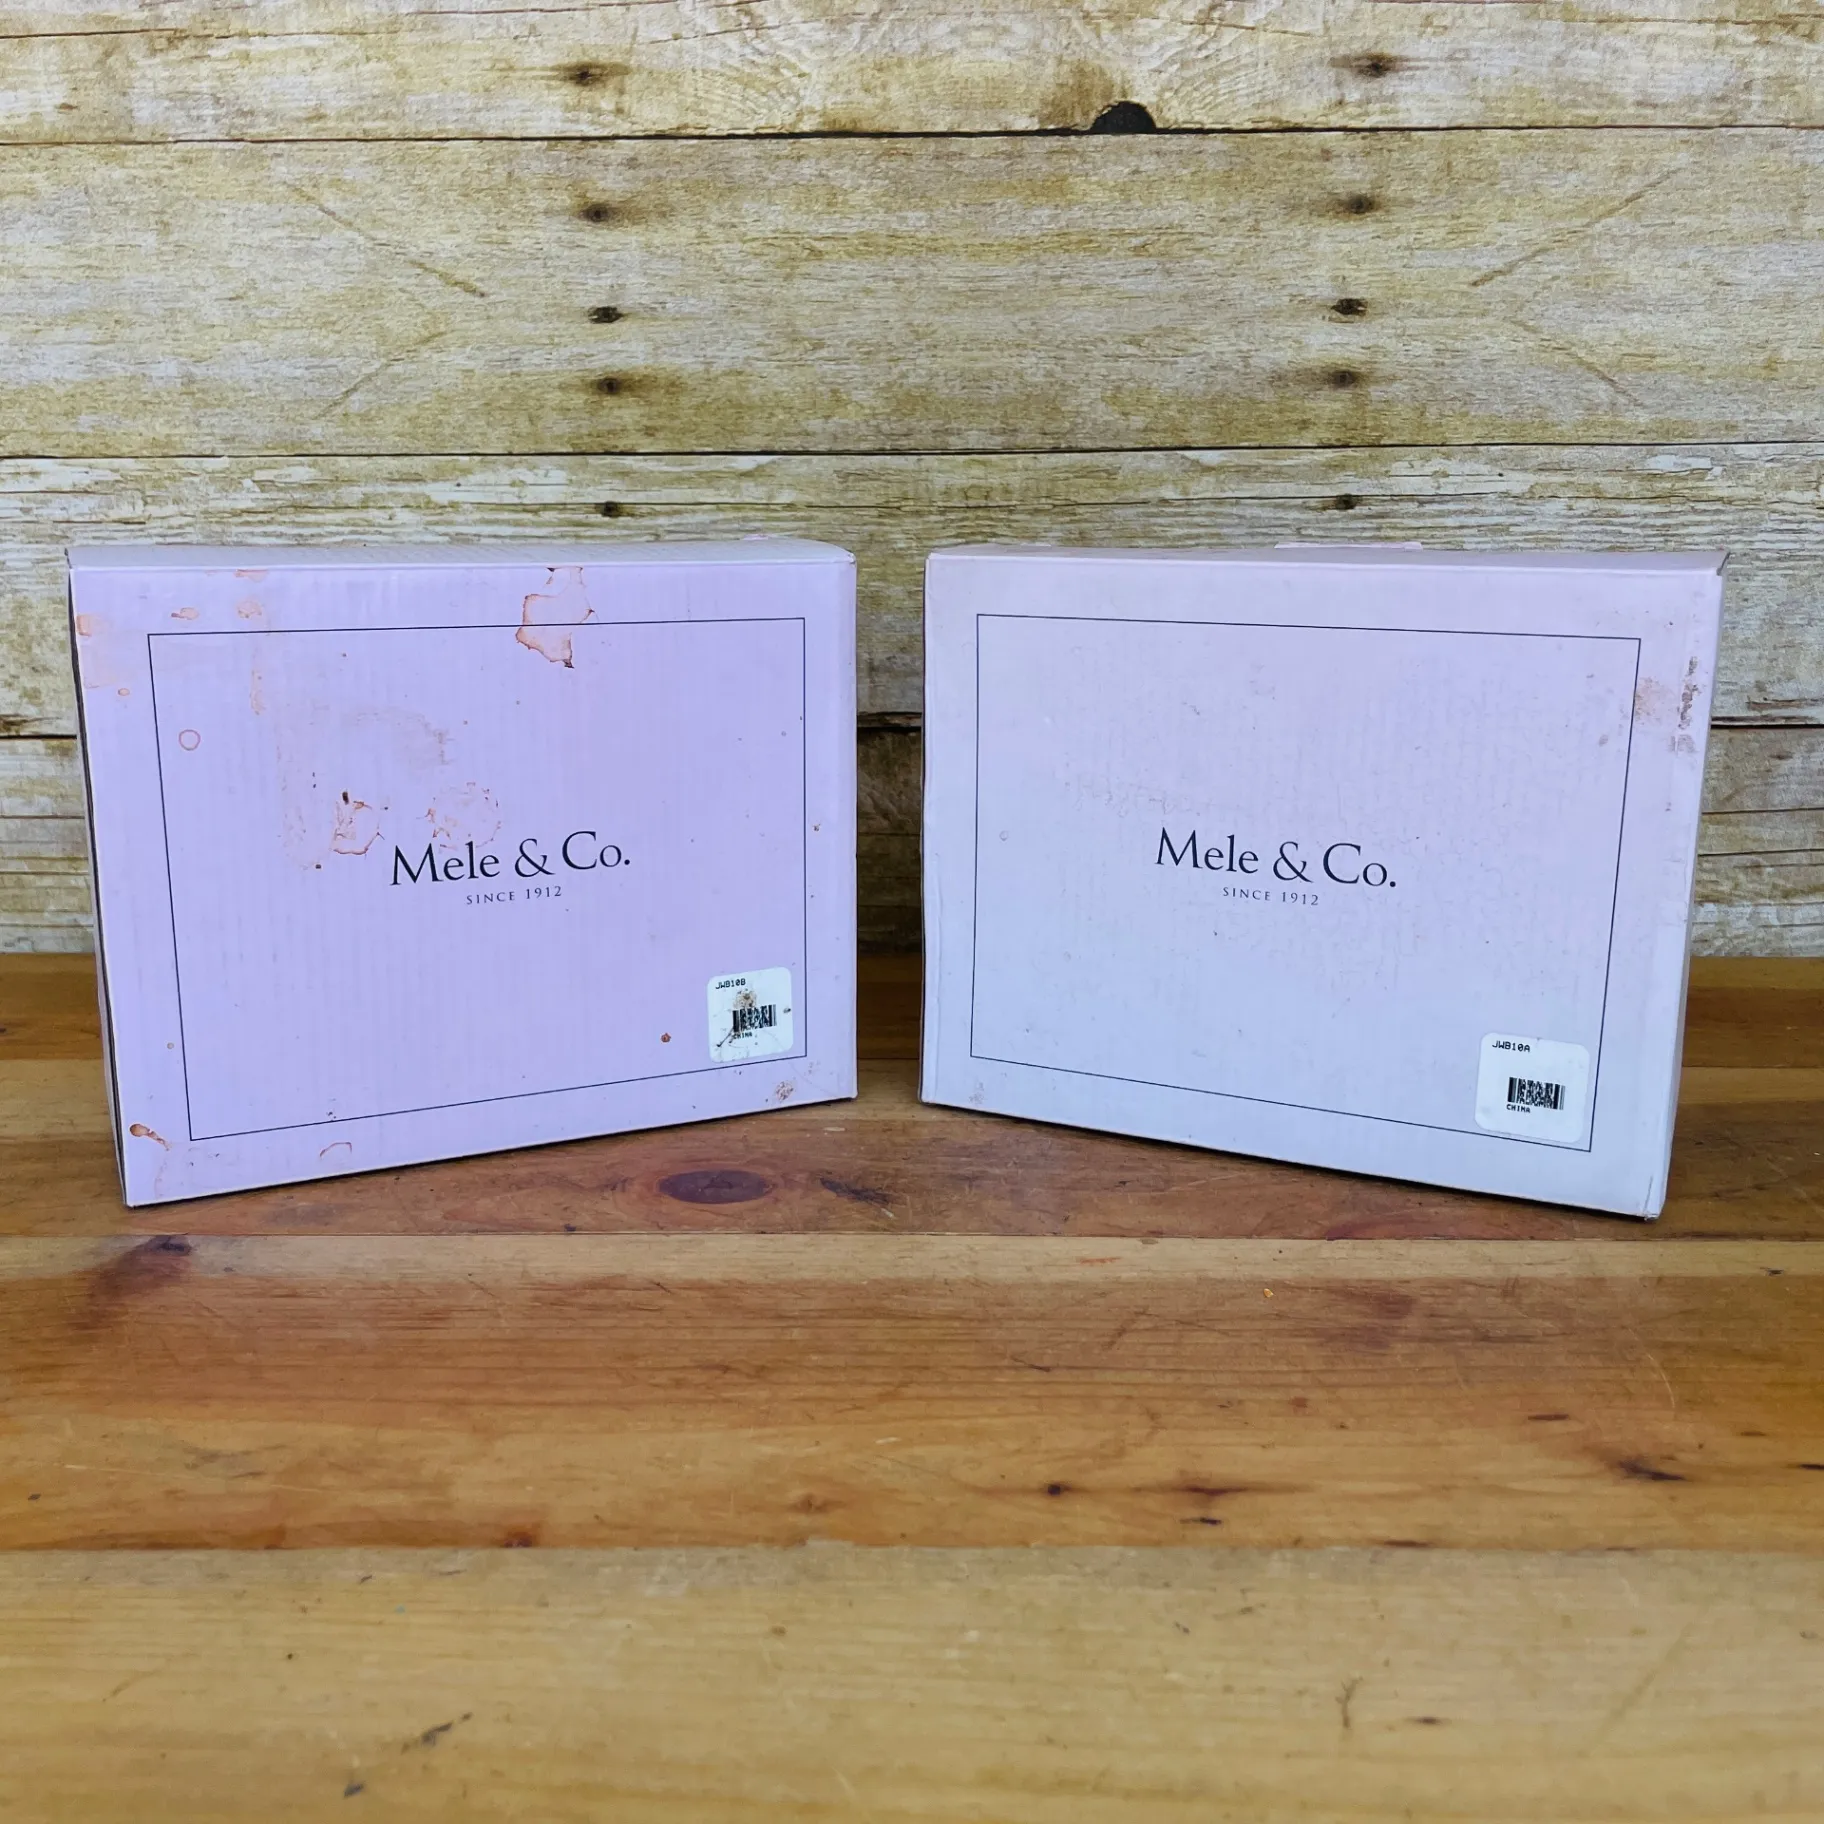 Mele & Co.
SINCE 1912
JWB10B
CHINA
Mele & Co.
SINCE 1912
JWB10A
CHINA